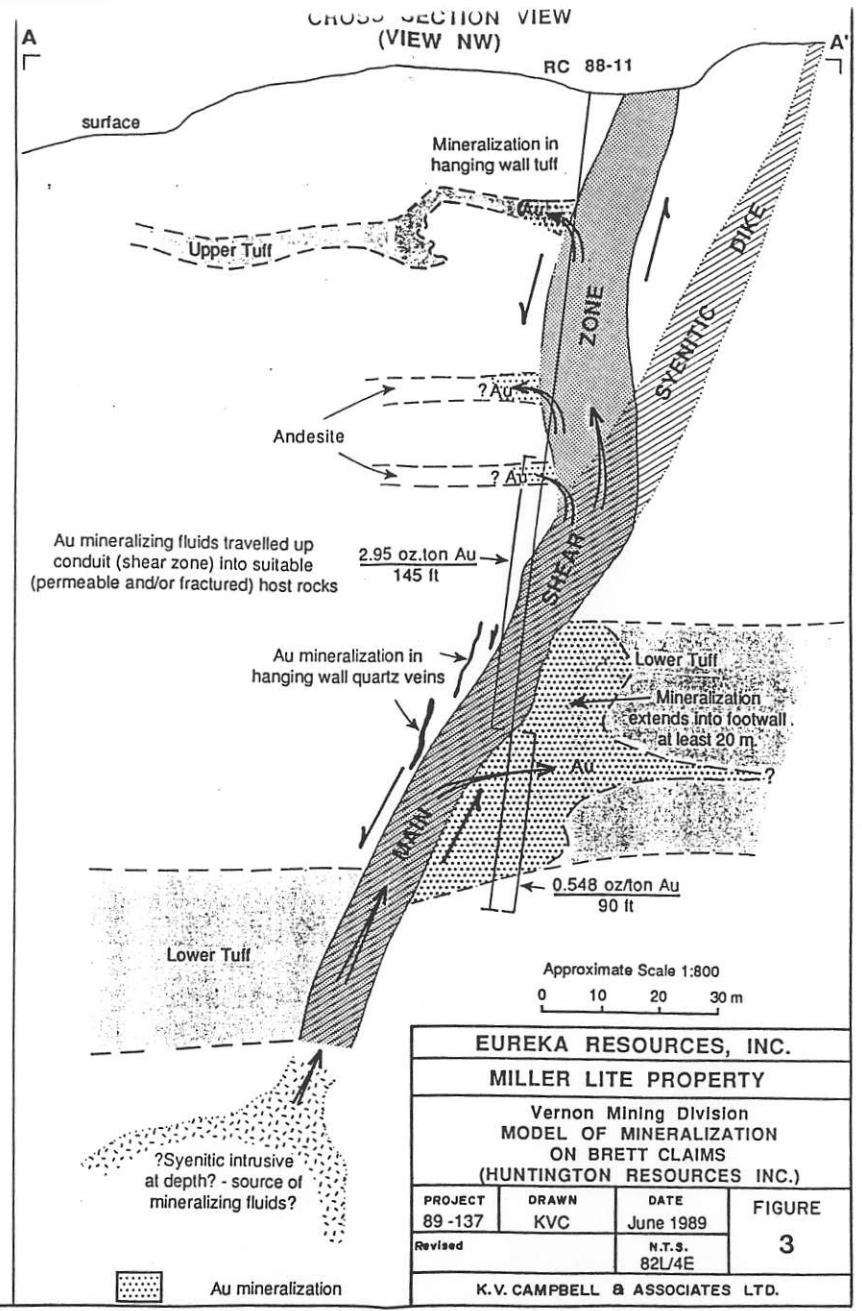 CROSS SECTION VIEW
(VIEW NW)
A
A'
RC 88-11
surface
Mineralization in
hanging wall tuff
Au
Upper Tuff
ZONE
DIKE
SYENITIC
? Au
Andesite
? Au
SHEAR
Au mineralizing fluids travelled up
conduit (shear zone) into suitable
(permeable and/or fractured) host rocks
2.95 oz.ton Au
145 ft
Au mineralization in
hanging wall quartz veins
Lower Tuff
Mineralization
extends into footwall
at least 20 m
Au
?
MAIN
0.548 oz/ton Au
90 ft
Lower Tuff
Approximate Scale 1:800
0 10 20 30 m
?Syenitic intrusive
at depth? - source of
mineralizing fluids?
Au mineralization
EUREKA RESOURCES, INC.
MILLER LITE PROPERTY
Vernon Mining Division
MODEL OF MINERALIZATION
ON BRETT CLAIMS
(HUNTINGTON RESOURCES INC.)
PROJECT
89 -137
DRAWN
KVC
DATE
June 1989
FIGURE
3
Revised
N.T.S.
82L/4E
K.V. CAMPBELL & ASSOCIATES LTD.